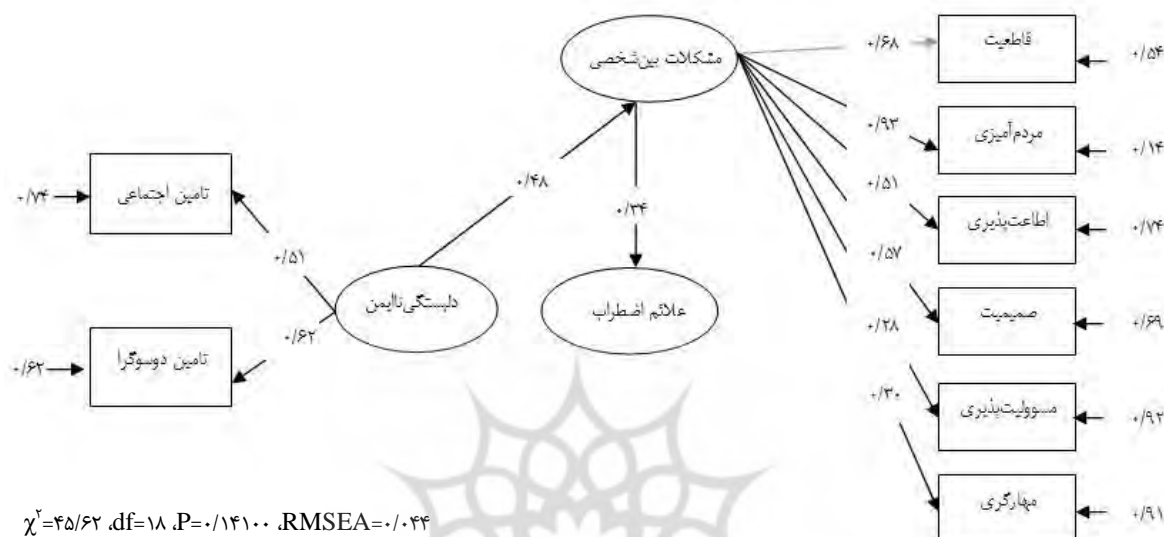 قاطعیت
۰/۶۸
۰/۵۴
مشکلات بین‌شخصی
مردم‌آمیزی
۰/۹۳
۰/۱۴
اطاعت‌پذیری
۰/۵۱
۰/۷۴
صمیمیت
۰/۵۷
۰/۶۹
مسوولیت‌پذیری
۰/۲۸
۰/۹۲
مهارگری
۰/۳۰
۰/۹۱
۰/۴۸
۰/۳۴
علائم اضطراب
دلبستگی‌ناایمن
تامین اجتماعی
۰/۵۱
۰/۷۴
تامین دوسوگرا
۰/۶۲
۰/۶۲
χ²=۴۵/۶۲ ،df=۱۸ ،P=۰/۱۴۱۰۰ ،RMSEA=۰/۰۴۴